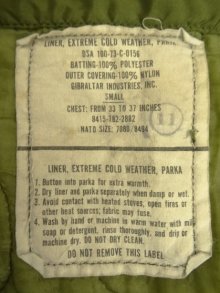 LINER, EXTREME COLD WEATHER, PARKA
DSA 100-73-C-0156
BATTING-100% POLYESTER
OUTER COVERING-100% NYLON
GIBRALTAR INDUSTRIES, INC.
SMALL
CHEST: FROM 33 TO 37 INCHES
8415-782-2882
NATO SIZE: 7080/8494
11
LINER, EXTREME COLD WEATHER, PARKA
1. Button into parka for extra warmth.
2. Dry liner and parka separately when damp or wet.
3. Avoid contact with heated stoves, open fires or
other heat sources, fabric may fuse.
4. Wash by hand or machine in warm water with mild
soap or detergent, rinse thoroughly, and drip or
machine dry. DO NOT DRY CLEAN.
DO NOT REMOVE THIS LABEL